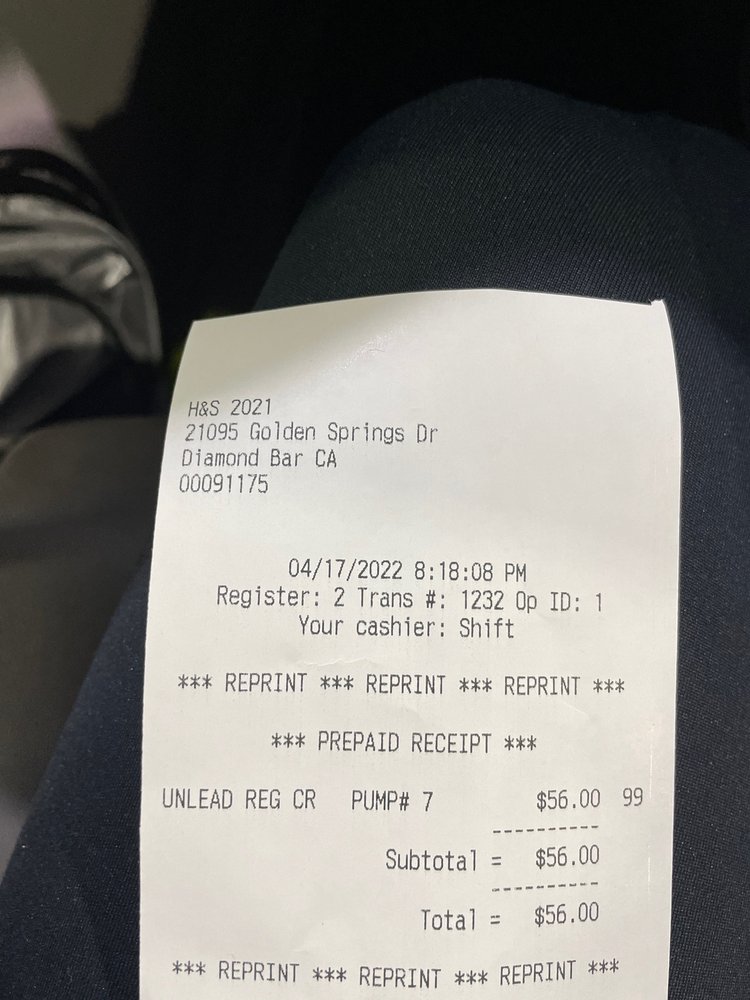 H&S 2021
21095 Golden Springs Dr
Diamond Bar CA
00091175
04/17/2022 8:18:08 PM
Register: 2 Trans #: 1232 Op ID: 1
Your cashier: Shift
*** REPRINT *** REPRINT *** REPRINT ***
*** PREPAID RECEIPT ***
UNLEAD REG CR PUMP# 7 $56.00 99
----------
Subtotal = $56.00
----------
Total = $56.00
*** REPRINT *** REPRINT *** REPRINT ***